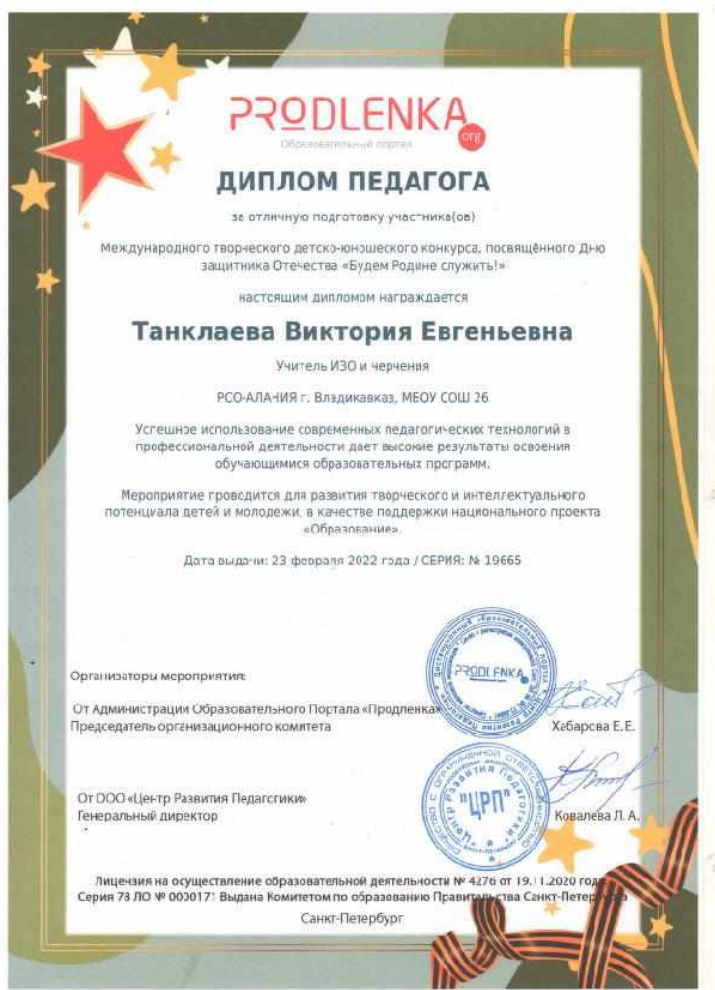 PRODLENKA
org
Образовательный портал
ДИПЛОМ ПЕДАГОГА
за отличную подготовку участника(ов)
Международного творческого детско-юношеского конкурса, посвящённого Дню
защитника Отечества «Будем Родине служить!»
настоящим дипломом награждается
Танклаева Виктория Евгеньевна
Учитель ИЗО и черчения
РСО-АЛАНИЯ г. Владикавказ, МБОУ СОШ 26
Успешное использование современных педагогических технологий в
профессиональной деятельности дает высокие результаты освоения
обучающимися образовательных программ.
Мероприятие проводится для развития творческого и интеллектуального
потенциала детей и молодежи, в качестве поддержки национального проекта
«Образование».
Дата выдачи: 23 февраля 2022 года / СЕРИЯ: № 19665
Организаторы мероприятия:
PRODLENKA
От Администрации Образовательного Портала «Продленка»
Председатель организационного комитета
Хабарова Е.Е.
"ЦРП"
Центр Развития Педагогики
От ООО «Центр Развития Педагогики»
Генеральный директор
Ковалева Л. А.
Лицензия на осуществление образовательной деятельности № 4276 от 19.11.2020 года
Серия 78 ЛО № 0000171 Выдана Комитетом по образованию Правительства Санкт-Петербурга
Санкт-Петербург